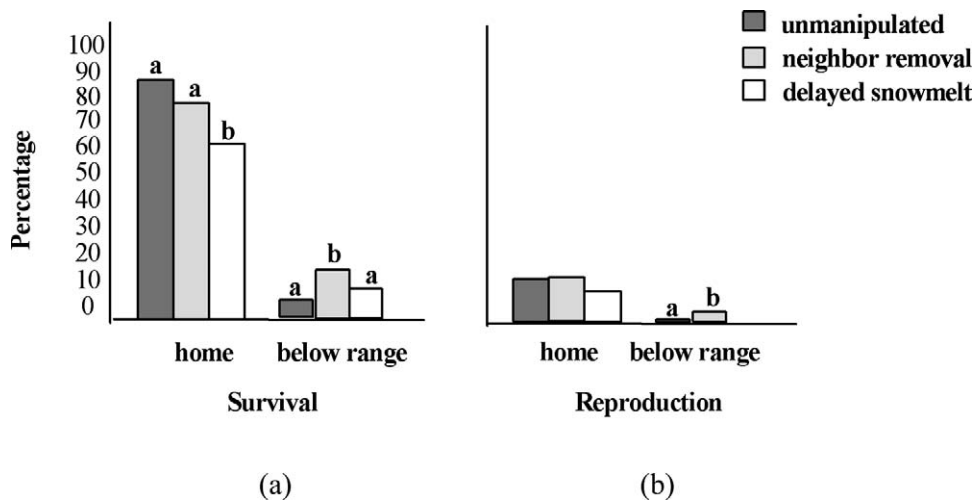 unmanipulated
neighbor removal
delayed snowmelt
Percentage
100
90
80
70
60
50
40
30
20
10
0
a
a
b
a
b
a
a
b
home
below range
home
below range
Survival
Reproduction
(a)
(b)